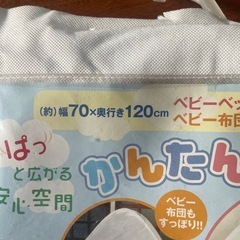 (約)幅70×奥行き120cm
ベビーベッ
ベビー布団
ぱっ
と広がる
安心空間
かんたん
ベビー
布団も
すっぽり!!